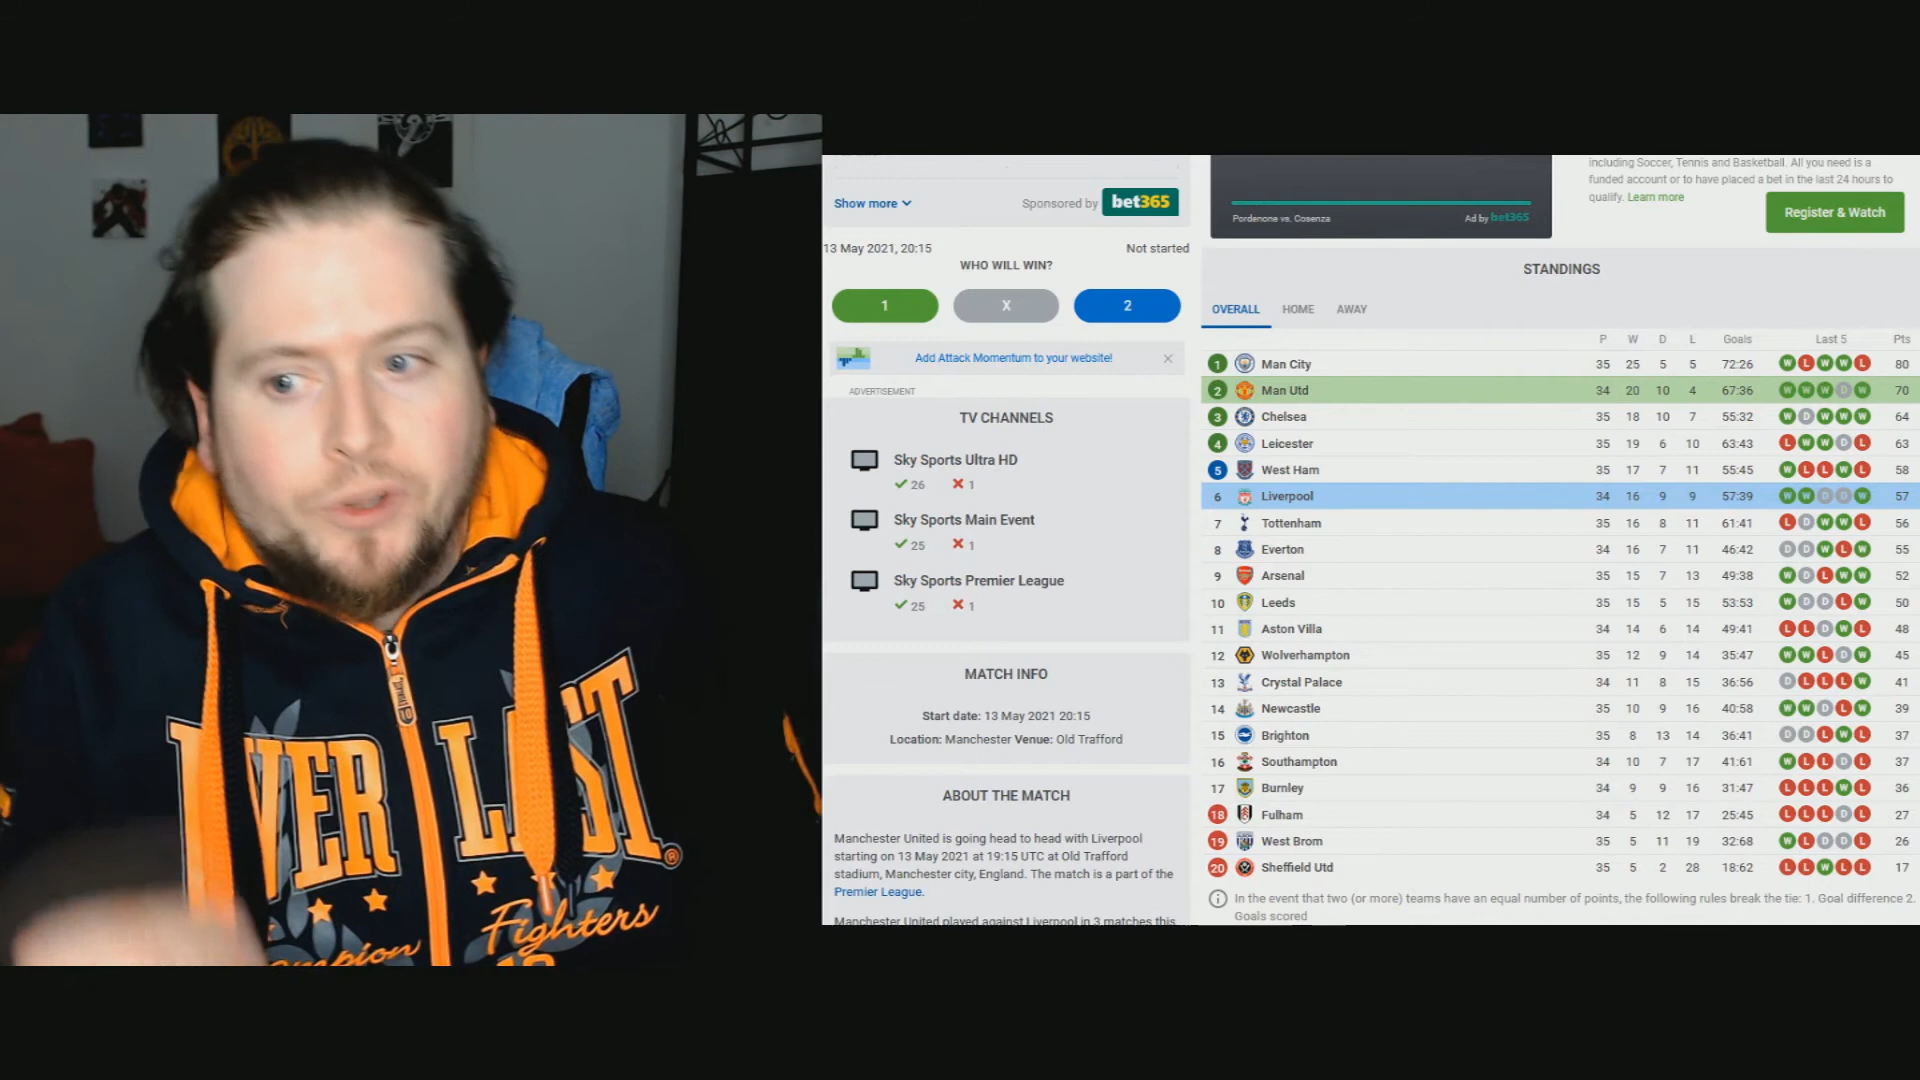 EVERLAST
®
Fighters
Show more
Sponsored by bet365
13 May 2021, 20:15
Not started
WHO WILL WIN?
1
X
2
Add Attack Momentum to your website!
ADVERTISEMENT
TV CHANNELS
Sky Sports Ultra HD
26
1
Sky Sports Main Event
25
1
Sky Sports Premier League
25
1
MATCH INFO
Start date: 13 May 2021 20:15
Location: Manchester Venue: Old Trafford
ABOUT THE MATCH
Manchester United is going head to head with Liverpool
starting on 13 May 2021 at 19:15 UTC at Old Trafford
stadium, Manchester city, England. The match is a part of the
Premier League.
Manchester United played against Liverpool in 3 matches this
Pordenone vs. Cosenza
Ad by bet365
including Soccer, Tennis and Basketball. All you need is a
funded account or to have placed a bet in the last 24 hours to
qualify. Learn more
Register & Watch
STANDINGS
OVERALL HOME AWAY
P W D L Goals Last 5 Pts
1 Man City 35 25 5 5 72:26 W L W W L 80
2 Man Utd 34 20 10 4 67:36 W W W D W 70
3 Chelsea 35 18 10 7 55:32 W D W W W 64
4 Leicester 35 19 6 10 63:43 L W W D L 63
5 West Ham 35 17 7 11 55:45 W L L W L 58
6 Liverpool 34 16 9 9 57:39 W W D D W 57
7 Tottenham 35 16 8 11 61:41 L D W W L 56
8 Everton 34 16 7 11 46:42 D D W L W 55
9 Arsenal 35 15 7 13 49:38 W D L W W 52
10 Leeds 35 15 5 15 53:53 W D D L W 50
11 Aston Villa 34 14 6 14 49:41 L L D W L 48
12 Wolverhampton 35 12 9 14 35:47 W W L D W 45
13 Crystal Palace 34 11 8 15 36:56 D L L L W 41
14 Newcastle 35 10 9 16 40:58 W W D L W 39
15 Brighton 35 8 13 14 36:41 D D L W L 37
16 Southampton 34 10 7 17 41:61 W L L D L 37
17 Burnley 34 9 9 16 31:47 L L L W L 36
18 Fulham 34 5 12 17 25:45 L L L D L 27
19 West Brom 35 5 11 19 32:68 W L D D L 26
20 Sheffield Utd 35 5 2 28 18:62 L L W L L 17
In the event that two (or more) teams have an equal number of points, the following rules break the tie: 1. Goal difference 2.
Goals scored